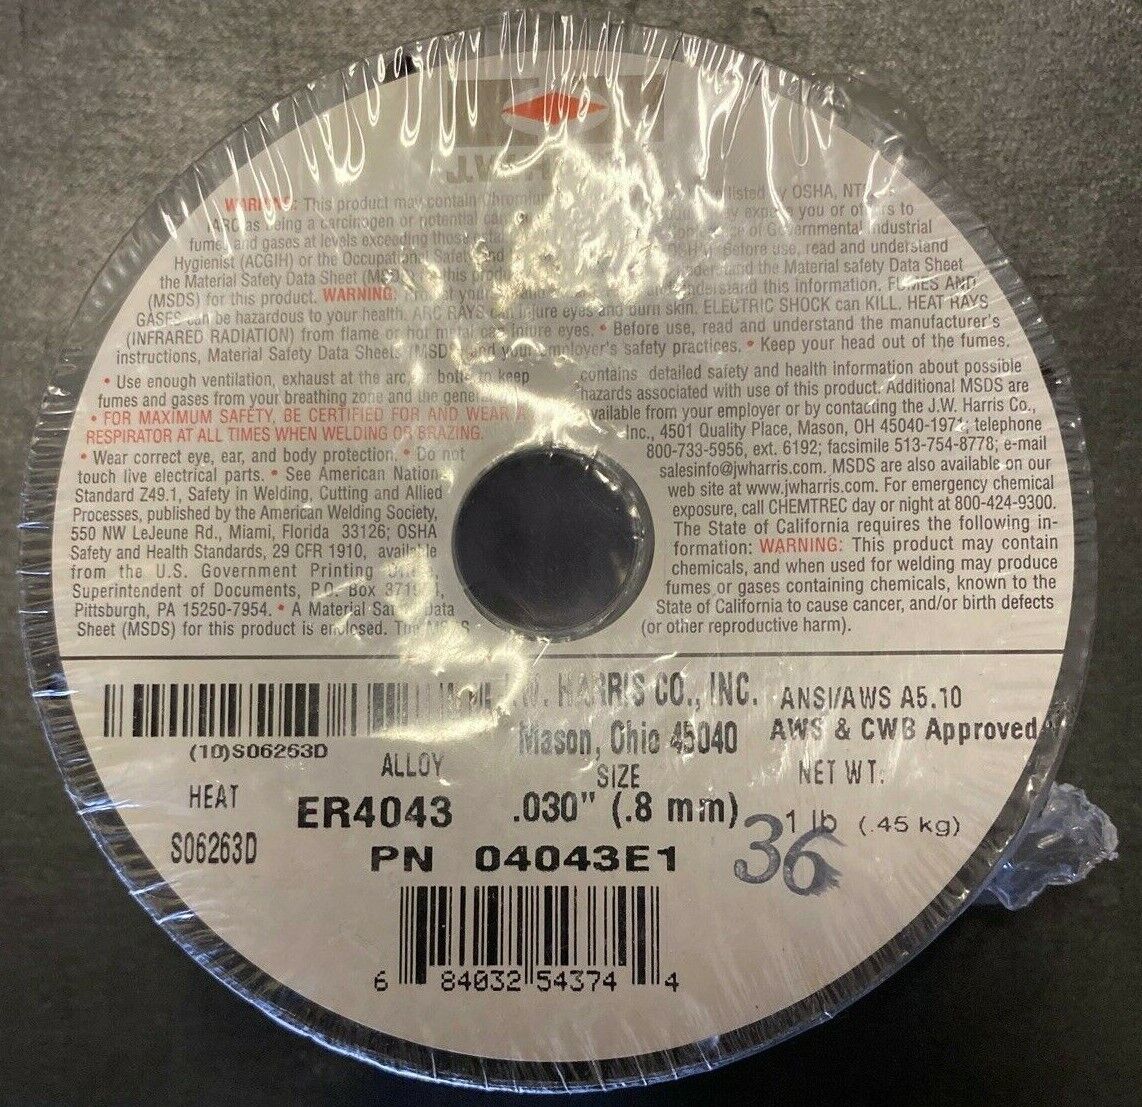 J.W.
WARNING: This product may contain Chromium listed by OSHA, NTP
IARC as being a carcinogen or potential expose you or others to
fumes and gases at levels exceeding those of Governmental Industrial
Hygienist (ACGIH) or the Occupational Safety and Before use, read and understand
the Material Safety Data Sheet (MSDS) for this product understand the Material safety Data Sheet
(MSDS) for this product. WARNING: understand this information. FUMES AND
GASES can be hazardous to your health. ARC RAYS can injure eyes and burn skin. ELECTRIC SHOCK can KILL. HEAT RAYS
(INFRARED RADIATION) from flame or hot metal can injure eyes. • Before use, read and understand the manufacturer's
instructions, Material Safety Data Sheets (MSDS) and your employer's safety practices. • Keep your head out of the fumes.
• Use enough ventilation, exhaust at the arc, or both to keep
fumes and gases from your breathing zone and the general
• FOR MAXIMUM SAFETY, BE CERTIFIED FOR AND WEAR A
RESPIRATOR AT ALL TIMES WHEN WELDING OR BRAZING.
• Wear correct eye, ear, and body protection. • Do not
touch live electrical parts. • See American National
Standard Z49.1, Safety in Welding, Cutting and Allied
Processes, published by the American Welding Society,
550 NW LeJeune Rd., Miami, Florida 33126; OSHA
Safety and Health Standards, 29 CFR 1910, available
from the U.S. Government Printing
Superintendent of Documents, P.O. Box
Pittsburgh, PA 15250-7954. • A Material Safety Data
Sheet (MSDS) for this product is enclosed. The MSDS
contains detailed safety and health information about possible
hazards associated with use of this product. Additional MSDS are
available from your employer or by contacting the J.W. Harris Co.,
Inc., 4501 Quality Place, Mason, OH 45040-1971; telephone
800-733-5956, ext. 6192; facsimile 513-754-8778; e-mail
salesinfo@jwharris.com. MSDS are also available on our
web site at www.jwharris.com. For emergency chemical
exposure, call CHEMTREC day or night at 800-424-9300.
The State of California requires the following in-
formation: WARNING: This product may contain
chemicals, and when used for welding may produce
fumes or gases containing chemicals, known to the
State of California to cause cancer, and/or birth defects
(or other reproductive harm).
(10)S06263D
J.W. HARRIS CO., INC.
Mason, Ohio 45040
ANSI/AWS A5.10
AWS & CWB Approved
HEAT
S06263D
ALLOY
ER4043
SIZE
.030" (.8 mm)
NET WT.
1 lb (.45 kg)
36
PN 04043E1
6 84032 54374 4